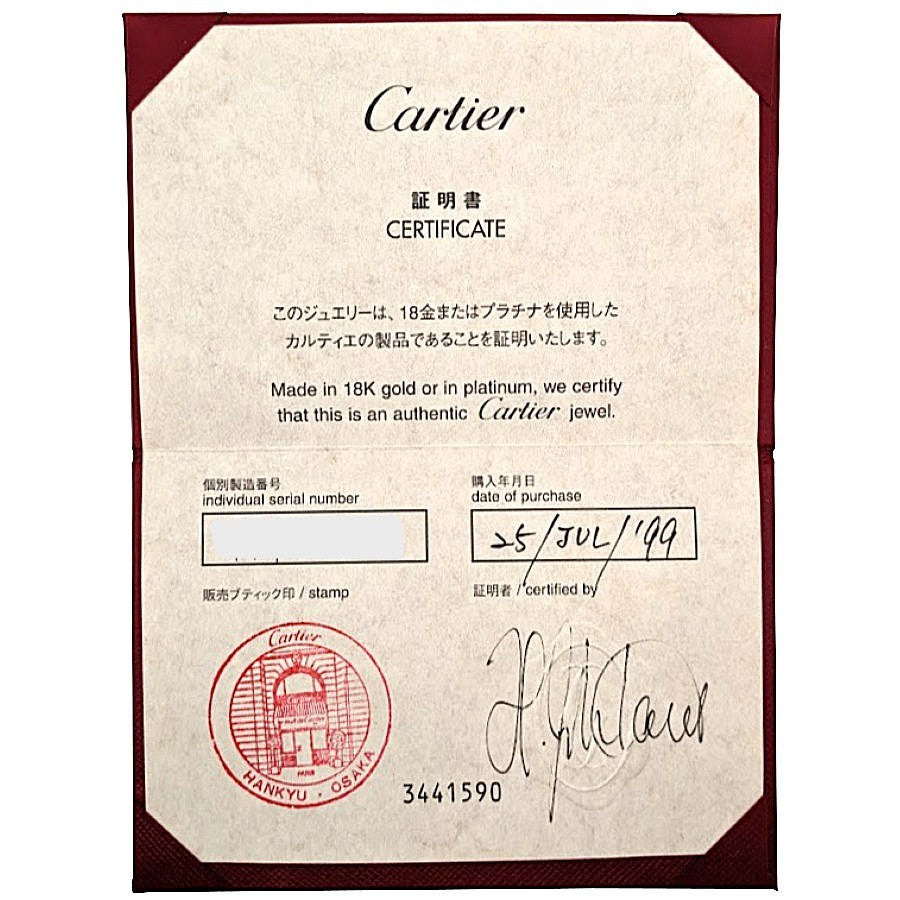 Cartier
証明書
CERTIFICATE
このジュエリーは、18金またはプラチナを使用した
カルティエの製品であることを証明いたします。
Made in 18K gold or in platinum, we certify
that this is an authentic Cartier jewel.
個別製造番号
individual serial number
購入年月日
date of purchase
25/JUL/'99
販売ブティック印 / stamp
証明者 / certified by
Cartier
Cartier
PARIS
HANKYU . OSAKA
3441590